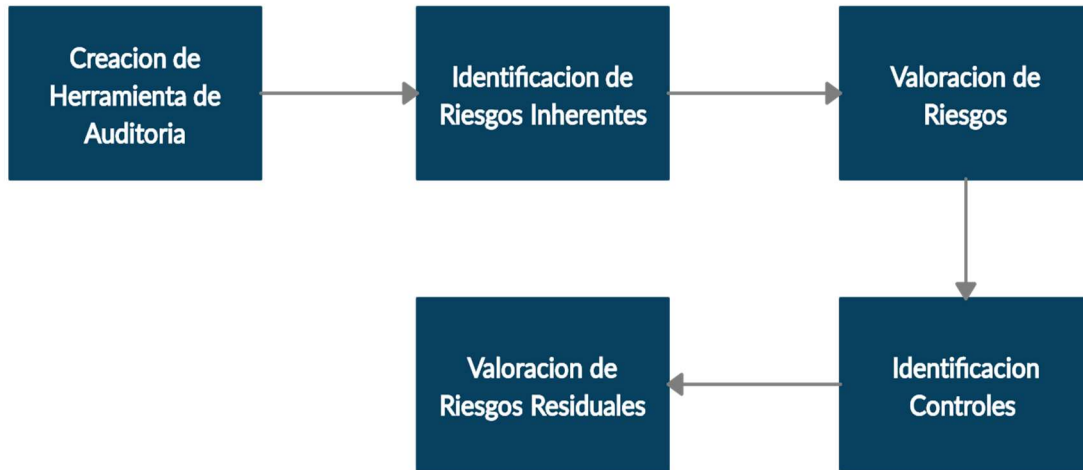 Creacion de
Herramienta de
Auditoria
Identificacion de
Riesgos Inherentes
Valoracion de
Riesgos
Identificacion
Controles
Valoracion de
Riesgos Residuales